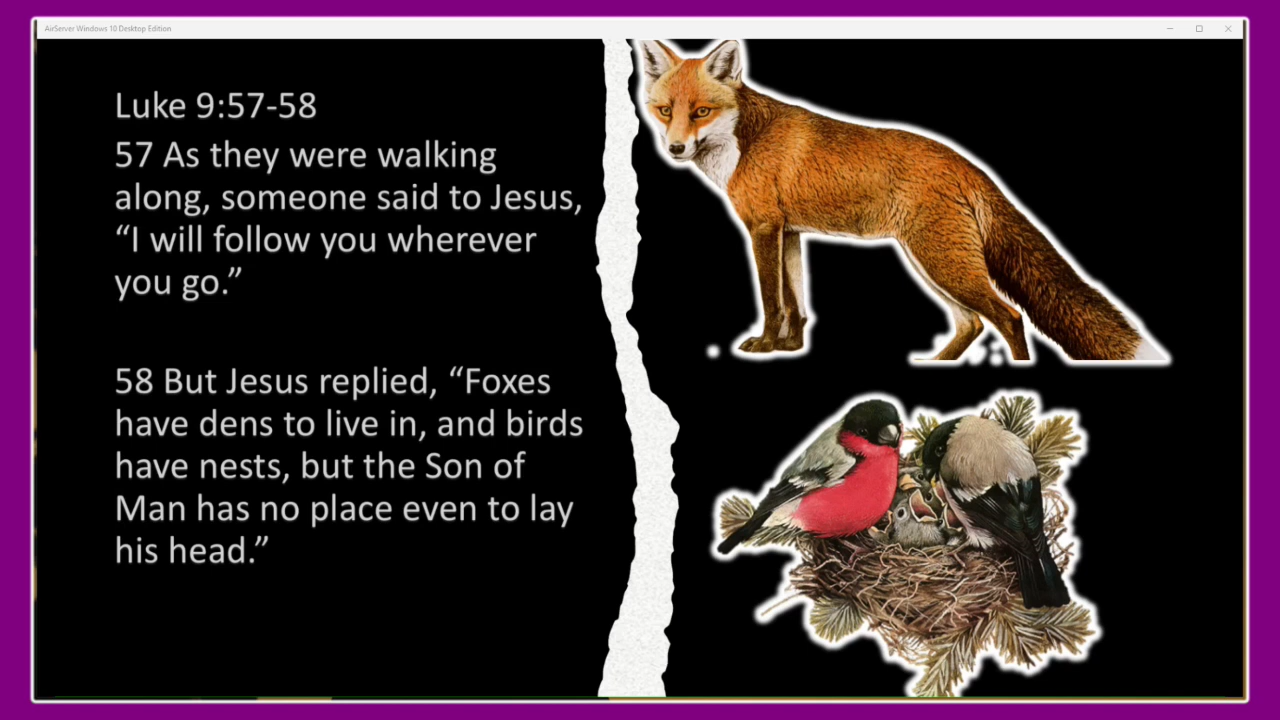 AirServer Windows 10 Desktop Edition
Luke 9:57-58
57 As they were walking
along, someone said to Jesus,
“I will follow you wherever
you go.”
58 But Jesus replied, “Foxes
have dens to live in, and birds
have nests, but the Son of
Man has no place even to lay
his head.”